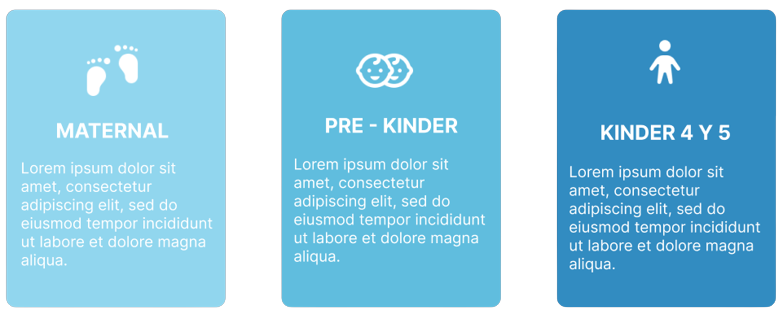 MATERNAL
Lorem ipsum dolor sit
amet, consectetur
adipiscing elit, sed do
eiusmod tempor incididunt
ut labore et dolore magna
aliqua.
PRE - KINDER
Lorem ipsum dolor sit
amet, consectetur
adipiscing elit, sed do
eiusmod tempor incididunt
ut labore et dolore magna
aliqua.
KINDER 4 Y 5
Lorem ipsum dolor sit
amet, consectetur
adipiscing elit, sed do
eiusmod tempor incididunt
ut labore et dolore magna
aliqua.